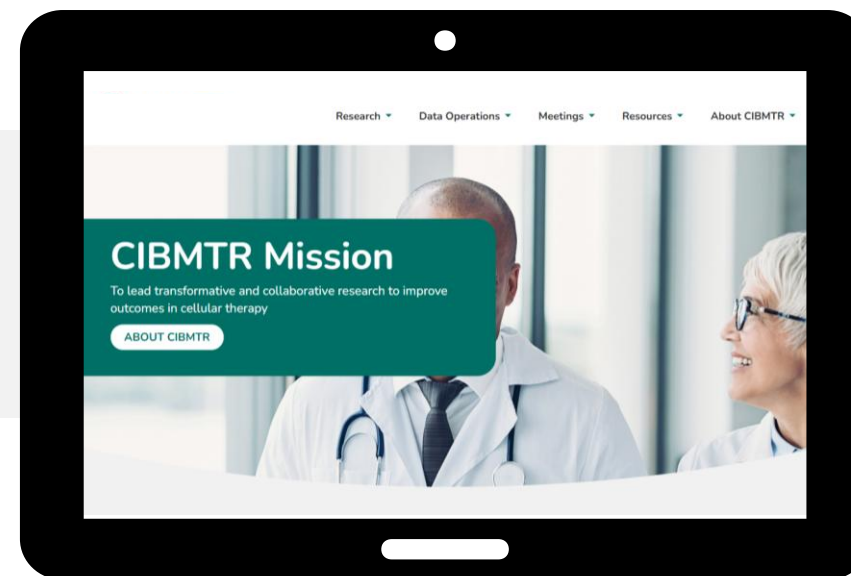 Research
Data Operations
Meetings
Resources
About CIBMTR
CIBMTR Mission
To lead transformative and collaborative research to improve
outcomes in cellular therapy
ABOUT CIBMTR